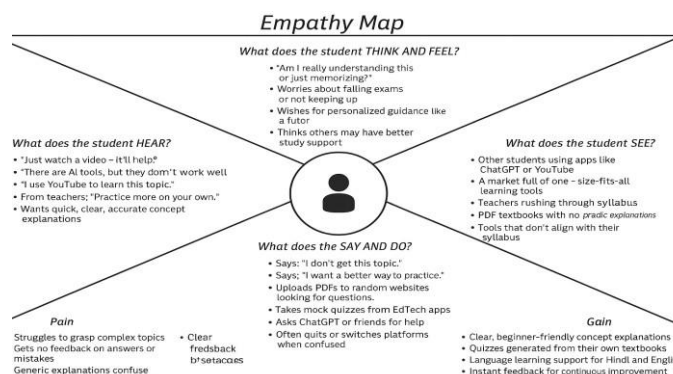 Empathy Map
What does the student THINK AND FEEL?
• "Am I really understanding this
or just memorizing?"
• Worries about falling exams
or not keeping up
• Wishes for personalized guidance like
a futor
• Thinks others may have better
study support
What does the student HEAR?
• "Just watch a video – it'll help."
• "There are AI tools, but they dom't work well
• "I use YouTube to learn this topic."
• From teachers; "Practice more on your own."
• Wants quick, clear, accurate concept
explanations
What does the student SEE?
• Other students using apps like
ChatGPT or YouTube
• A market full of one – size-fits-all
learning tools
• Teachers rushing through syllabus
• PDF textbooks with no pradic explanations
• Tools that don't align with their
syllabus
What does the SAY AND DO?
• Says: "I don't get this topic."
• Says; "I want a better way to practice."
• Uploads PDFs to random websites
looking for questions.
• Takes mock quizzes from EdTech apps
• Asks ChatGPT or friends for help
• Often quits or switches platforms
when confused
Pain
Struggles to grasp complex topics
Gets no feedback on answers or
mistakes
Generic explanations confuse
• Clear
fredsback
Gain
• Clear, beginner-friendly concept explanations
• Quizzes generated from their own textbooks
• Language learning support for Hindi and Engli
• Instant feedback for continuous improvement